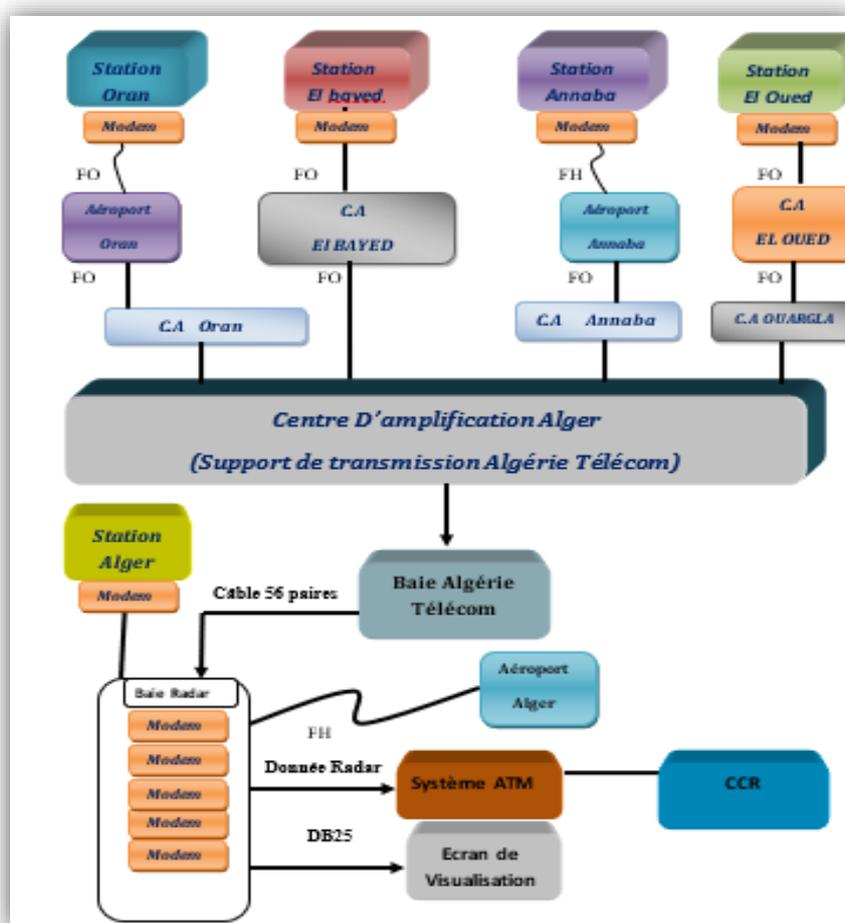 Station
Oran
Station
El bayed
Station
Annaba
Station
El Oued
Modem
Modem
Modem
Modem
FO
FO
FH
FO
Aéroport
Oran
C.A
El BAYED
Aéroport
Annaba
C.A
EL OUED
FO
FO
FO
FO
C.A Oran
C.A Annaba
C.A OUARGLA
Centre D'amplification Alger
(Support de transmission Algérie Télécom)
Station
Alger
Modem
Câble 56 paires
Baie Algérie
Télécom
Baie Radar
Modem
Modem
Modem
Modem
Modem
Aéroport
Alger
FH
Donnée Radar
Système ATM
CCR
DB25
Ecran de
Visualisation